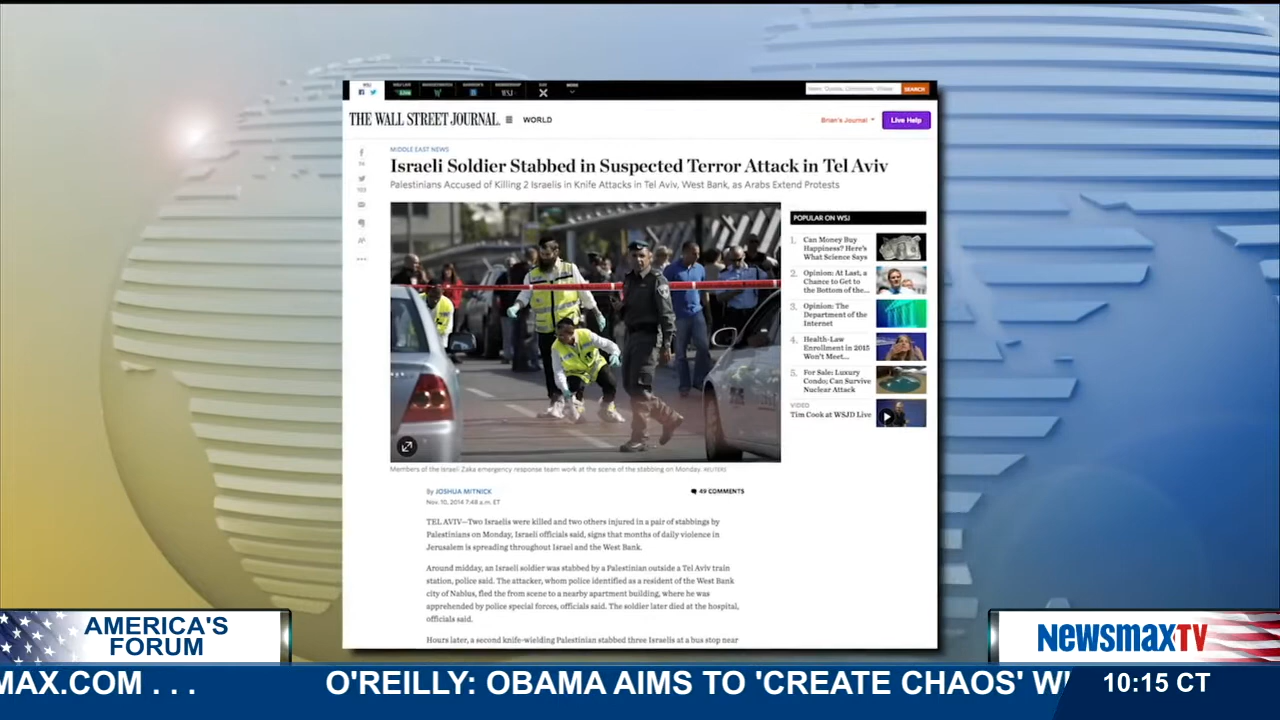 WSJ
WSJ LIVE
MARKETWATCH
BARRON'S
MORE
Live
WSJ
SEARCH
THE WALL STREET JOURNAL.
WORLD
Brian's Journal
Live Help
MIDDLE EAST NEWS
Israeli Soldier Stabbed in Suspected Terror Attack in Tel Aviv
Palestinians Accused of Killing 2 Israelis in Knife Attacks in Tel Aviv, West Bank, as Arabs Extend Protests
POPULAR ON WSJ
1. Can Money Buy
Happiness? Here's
What Science Says
2. Opinion: At Last, a
Chance to Get to
the Bottom of the...
3. Opinion: The
Department of the
Internet
4. Health-Law
Enrollment in 2015
Won't Meet...
5. For Sale: Luxury
Condo; Can Survive
Nuclear Attack
VIDEO
Tim Cook at WSJD Live
Members of the Israeli Zaka emergency response team work at the scene of the stabbing on Monday. REUTERS
By JOSHUA MITNICK
49 COMMENTS
Nov. 10, 2014 7:48 a.m. ET
TEL AVIV—Two Israelis were killed and two others injured in a pair of stabbings by
Palestinians on Monday, Israeli officials said, signs that months of daily violence in
Jerusalem is spreading throughout Israel and the West Bank.
Around midday, an Israeli soldier was stabbed by a Palestinian outside a Tel Aviv train
station, police said. The attacker, whom police identified as a resident of the West Bank
city of Nablus, fled the from scene to a nearby apartment building, where he was
apprehended by police special forces, officials said. The soldier later died at the hospital,
officials said.
Hours later, a second knife-wielding Palestinian stabbed three Israelis at a bus stop near
AMERICA'S
FORUM
NEWSMAXTV
MAX.COM . . .
O'REILLY: OBAMA AIMS TO 'CREATE CHAOS'
10:15 CT